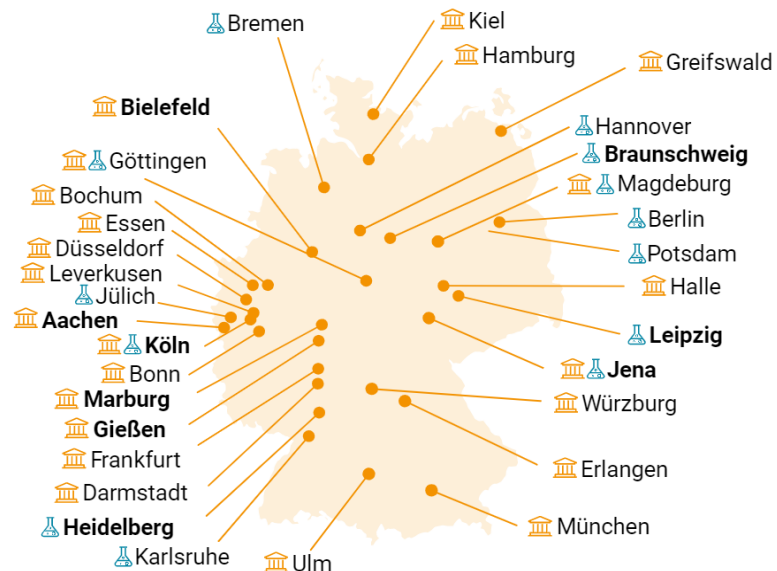 Bremen
Kiel
Hamburg
Greifswald
Bielefeld
Hannover
Braunschweig
Göttingen
Magdeburg
Bochum
Essen
Berlin
Düsseldorf
Potsdam
Leverkusen
Halle
Jülich
Aachen
Leipzig
Köln
Jena
Bonn
Marburg
Würzburg
Gießen
Frankfurt
Erlangen
Darmstadt
Heidelberg
München
Karlsruhe
Ulm